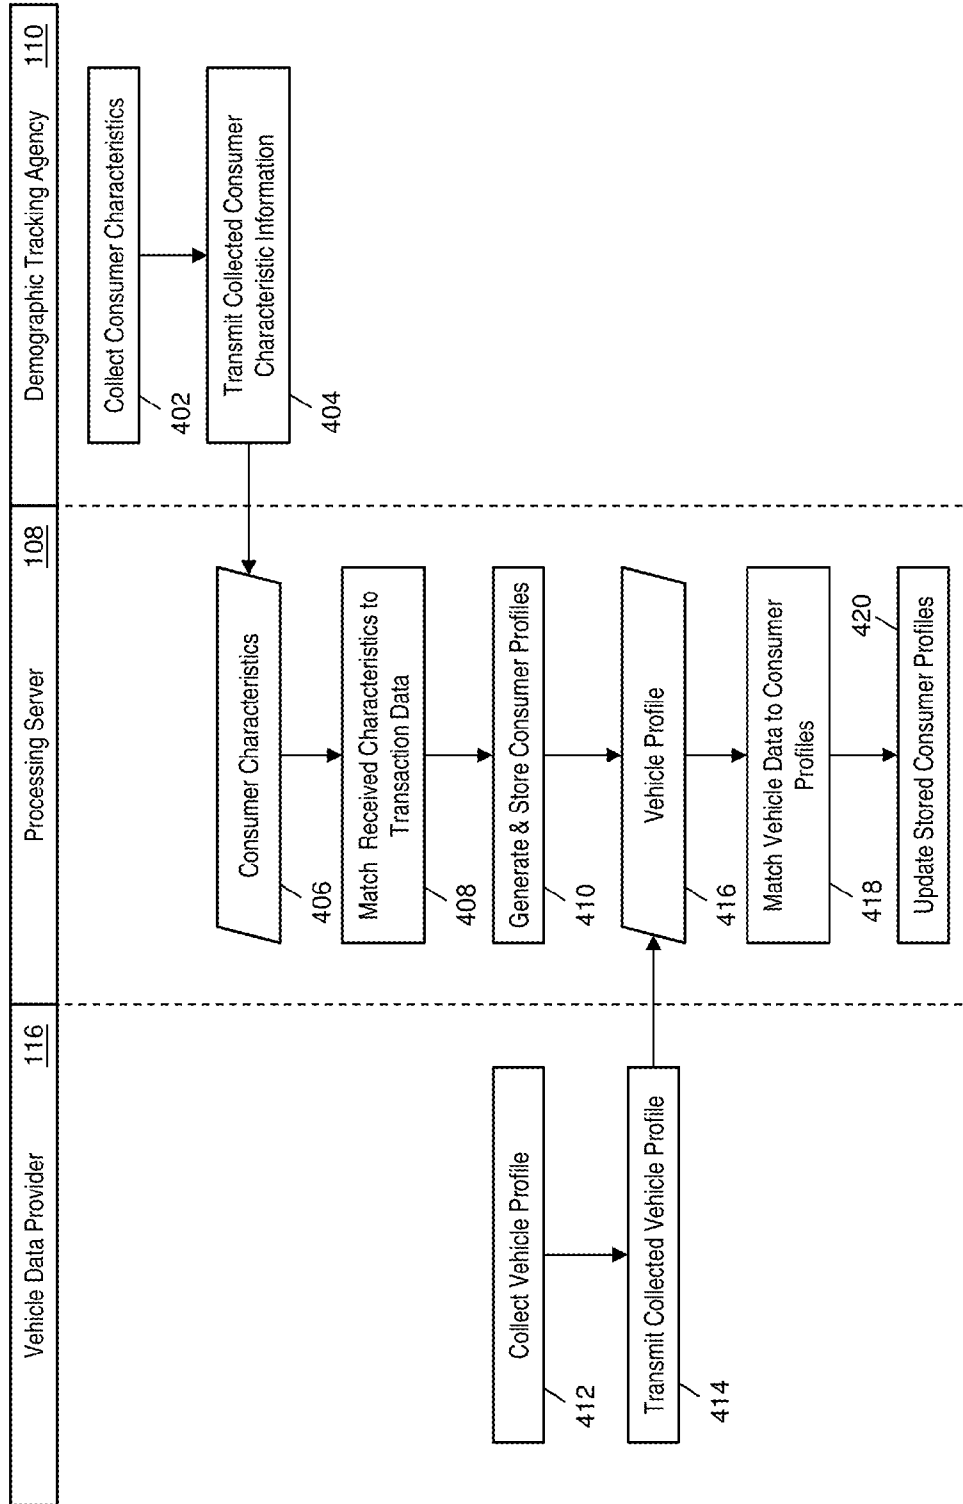 Vehicle Data Provider 116
Processing Server 108
Demographic Tracking Agency 110
Collect Consumer Characteristics
402
Transmit Collected Consumer
Characteristic Information
404
Consumer Characteristics
406
Match Received Characteristics to
Transaction Data
408
Generate & Store Consumer Profiles
410
Collect Vehicle Profile
412
Transmit Collected Vehicle Profile
414
Vehicle Profile
416
Match Vehicle Data to Consumer
Profiles
418
Update Stored Consumer Profiles
420